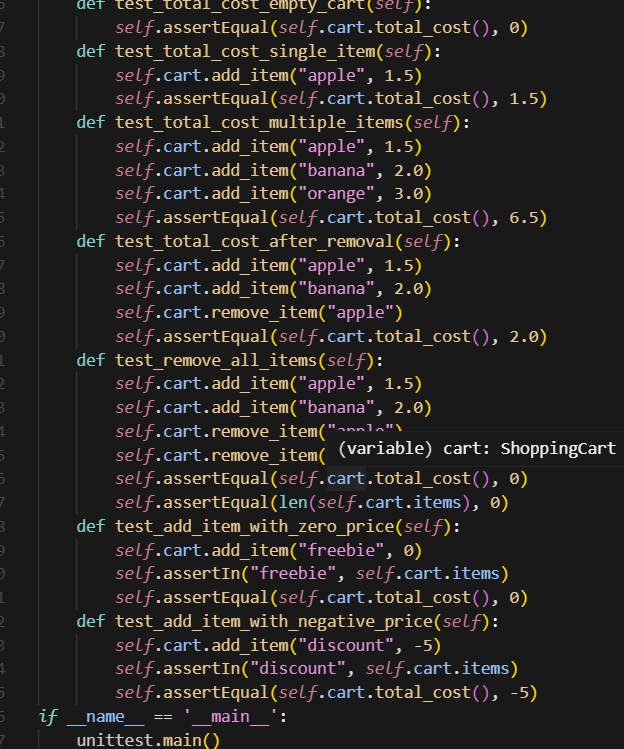 def test_total_cost_empty_cart(self):
self.assertEqual(self.cart.total_cost(), 0)
def test_total_cost_single_item(self):
self.cart.add_item("apple", 1.5)
self.assertEqual(self.cart.total_cost(), 1.5)
def test_total_cost_multiple_items(self):
self.cart.add_item("apple", 1.5)
self.cart.add_item("banana", 2.0)
self.cart.add_item("orange", 3.0)
self.assertEqual(self.cart.total_cost(), 6.5)
def test_total_cost_after_removal(self):
self.cart.add_item("apple", 1.5)
self.cart.add_item("banana", 2.0)
self.cart.remove_item("apple")
self.assertEqual(self.cart.total_cost(), 2.0)
def test_remove_all_items(self):
self.cart.add_item("apple", 1.5)
self.cart.add_item("banana", 2.0)
self.cart.remove_item("apple")
(variable) cart: ShoppingCart
self.cart.remove_item(
self.assertEqual(self.cart.total_cost(), 0)
self.assertEqual(len(self.cart.items), 0)
def test_add_item_with_zero_price(self):
self.cart.add_item("freebie", 0)
self.assertIn("freebie", self.cart.items)
self.assertEqual(self.cart.total_cost(), 0)
def test_add_item_with_negative_price(self):
self.cart.add_item("discount", -5)
self.assertIn("discount", self.cart.items)
self.assertEqual(self.cart.total_cost(), -5)
if __name__ == '__main__':
unittest.main()